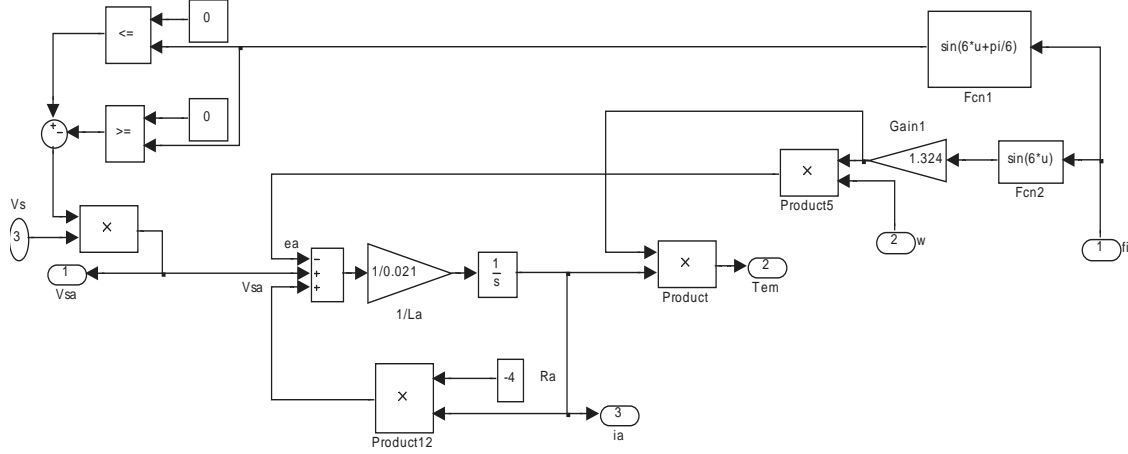 <=
0
>=
0
+
−
sin(6*u+pi/6)
Fcn1
Gain1
1.324
sin(6*u)
Fcn2
×
Product5
2
w
1
fi
Vs
3
×
1
Vsa
ea
Vsa
−
+
+
1/0.021
1/La
1
s
×
Product
2
Tem
-4
Ra
×
Product12
3
ia